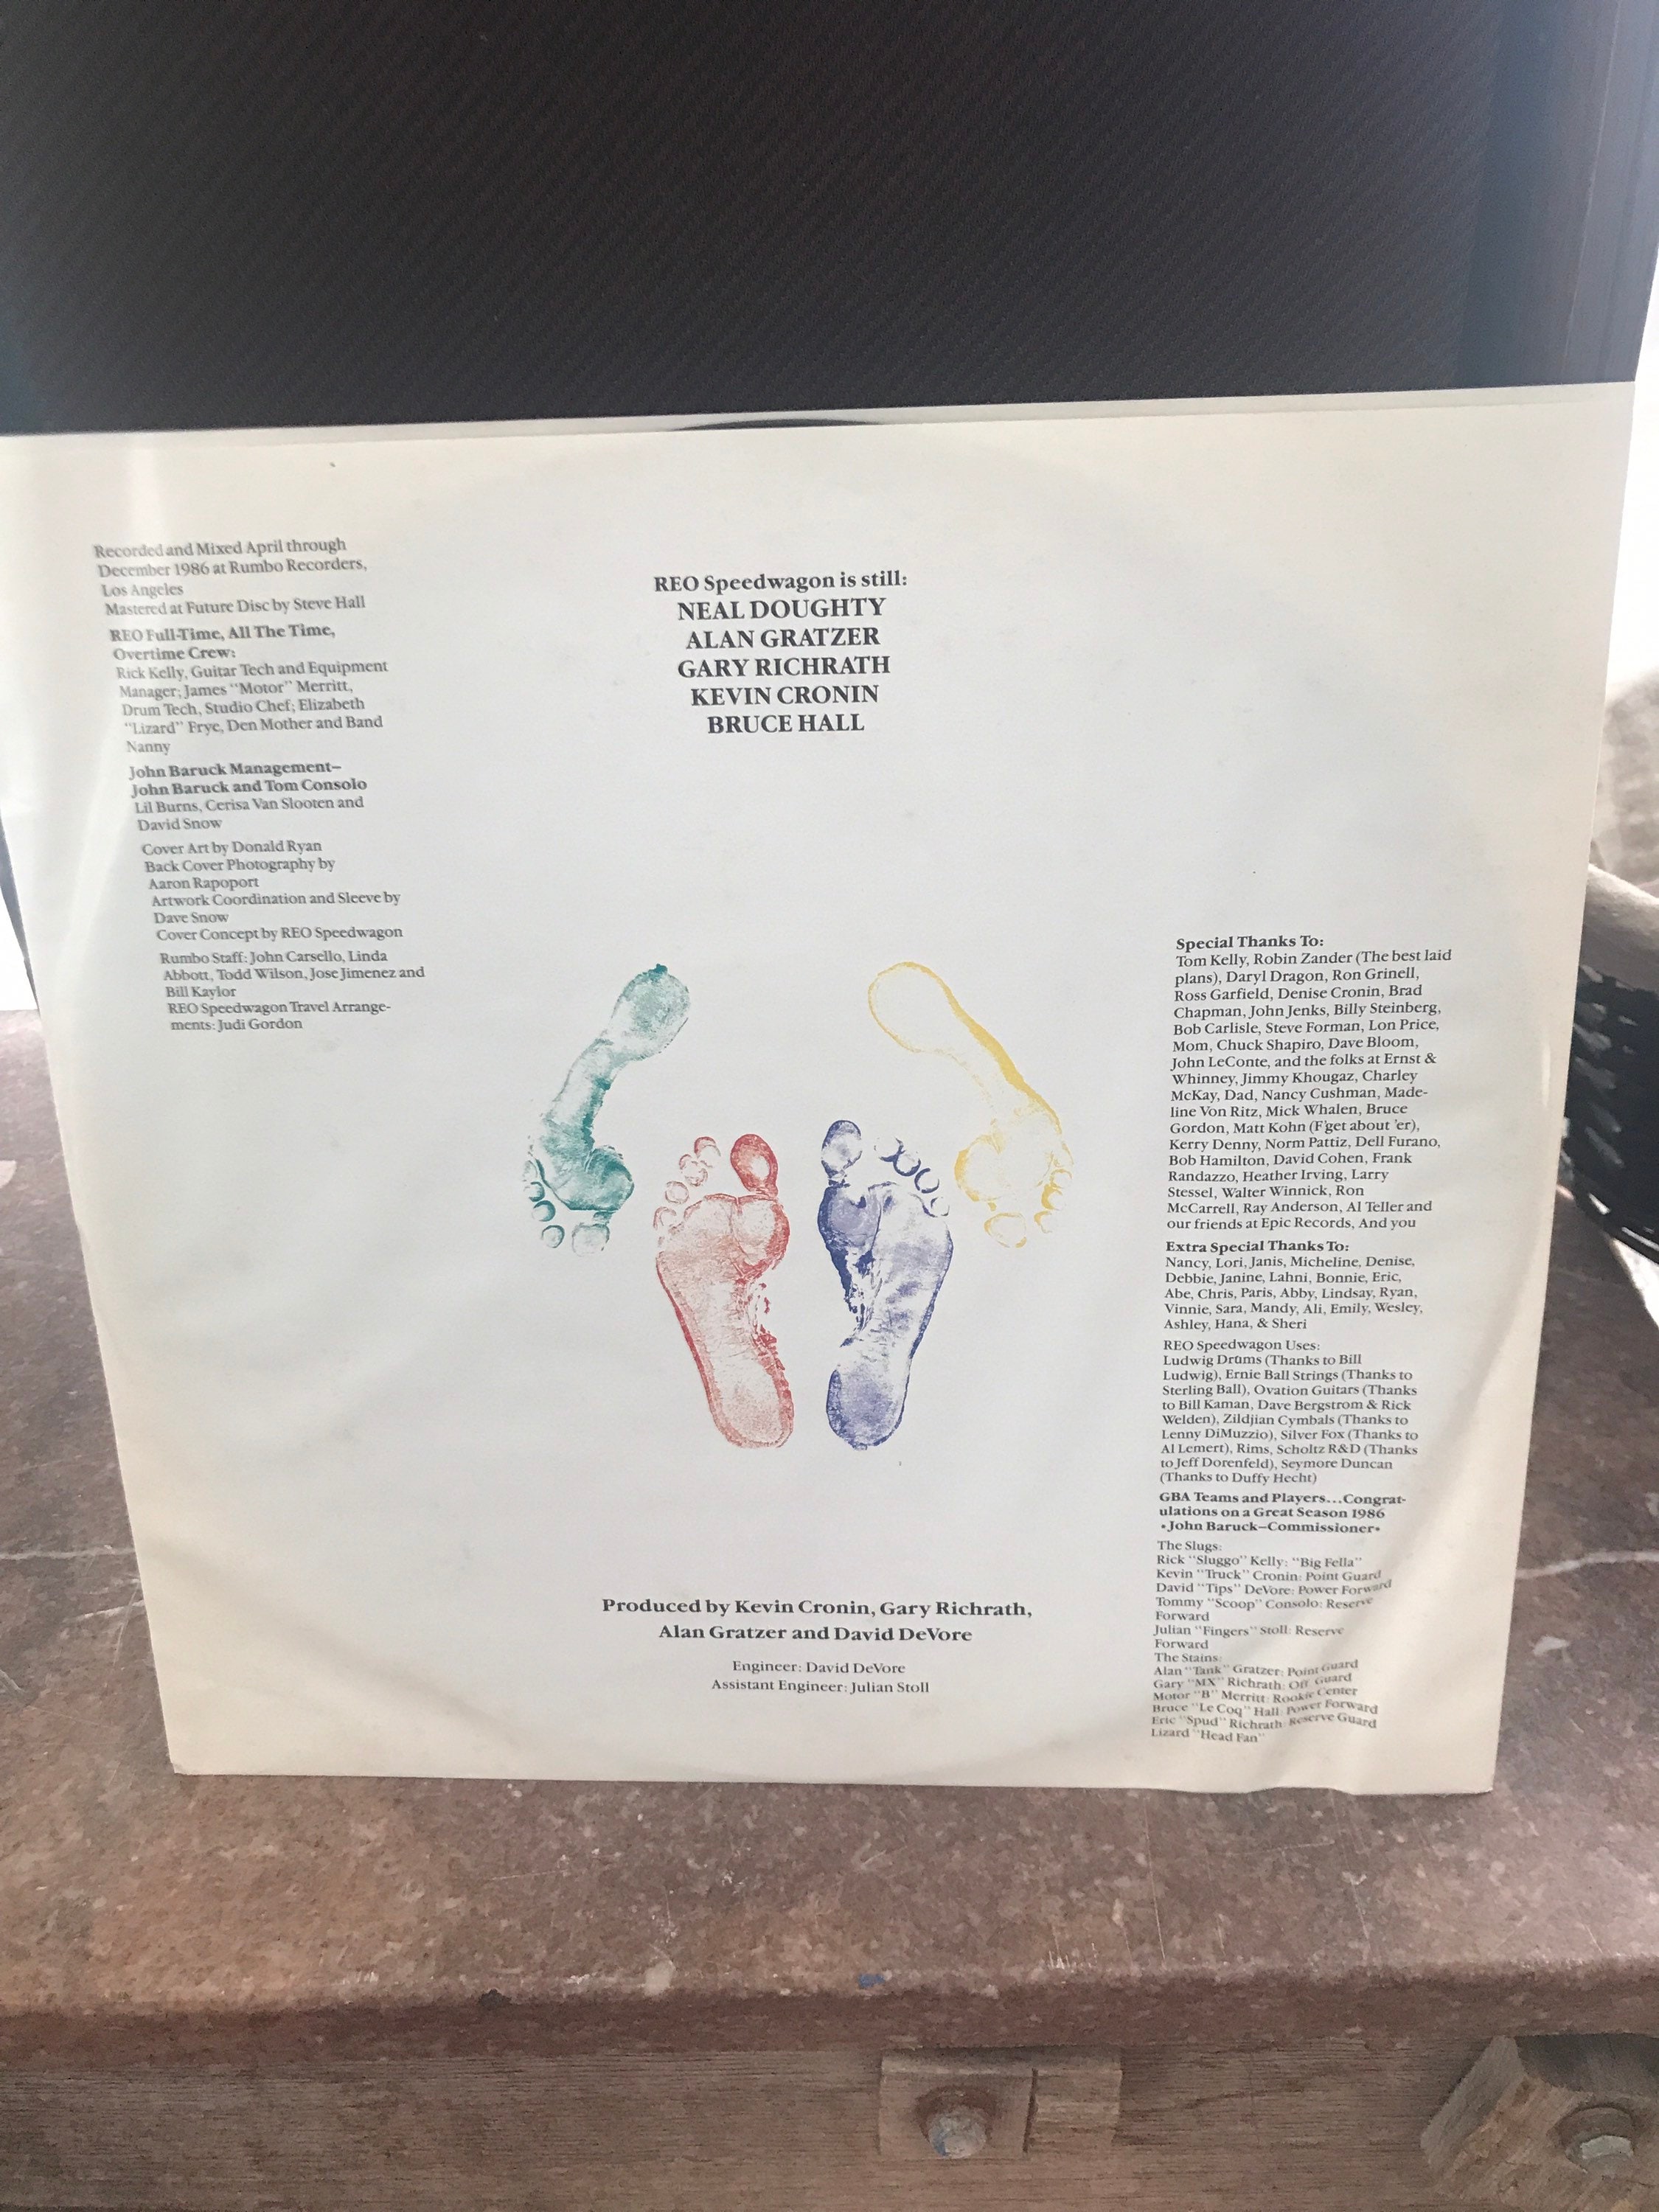 Recorded and Mixed April through
December 1986 at Rumbo Recorders,
Los Angeles
Mastered at Future Disc by Steve Hall
REO Full-Time, All The Time,
Overtime Crew:
Rick Kelly, Guitar Tech and Equipment
Manager; James "Motor" Merritt,
Drum Tech, Studio Chef; Elizabeth
"Lizard" Frye, Den Mother and Band
Nanny
John Baruck Management–
John Baruck and Tom Consolo
Lil Burns, Cerisa Van Slooten and
David Snow
Cover Art by Donald Ryan
Back Cover Photography by
Aaron Rapoport
Artwork Coordination and Sleeve by
Dave Snow
Cover Concept by REO Speedwagon
Rumbo Staff: John Carsello, Linda
Abbott, Todd Wilson, Jose Jimenez and
Bill Kaylor
REO Speedwagon Travel Arrange-
ments: Judi Gordon
REO Speedwagon is still:
NEAL DOUGHTY
ALAN GRATZER
GARY RICHRATH
KEVIN CRONIN
BRUCE HALL
Produced by Kevin Cronin, Gary Richrath,
Alan Gratzer and David DeVore
Engineer: David DeVore
Assistant Engineer: Julian Stoll
Special Thanks To:
Tom Kelly, Robin Zander (The best laid
plans), Daryl Dragon, Ron Grinell,
Ross Garfield, Denise Cronin, Brad
Chapman, John Jenks, Billy Steinberg,
Bob Carlisle, Steve Forman, Lon Price,
Mom, Chuck Shapiro, Dave Bloom,
John LeConte, and the folks at Ernst &
Whinney, Jimmy Khougaz, Charley
McKay, Dad, Nancy Cushman, Made-
line Von Ritz, Mick Whalen, Bruce
Gordon, Matt Kohn (F'get about 'er),
Kerry Denny, Norm Pattiz, Dell Furano,
Bob Hamilton, David Cohen, Frank
Randazzo, Heather Irving, Larry
Stessel, Walter Winnick, Ron
McCarrell, Ray Anderson, Al Teller and
our friends at Epic Records, And you
Extra Special Thanks To:
Nancy, Lori, Janis, Micheline, Denise,
Debbie, Janine, Lahni, Bonnie, Eric,
Abe, Chris, Paris, Abby, Lindsay, Ryan,
Vinnie, Sara, Mandy, Ali, Emily, Wesley,
Ashley, Hana, & Sheri
REO Speedwagon Uses:
Ludwig Drums (Thanks to Bill
Ludwig), Ernie Ball Strings (Thanks to
Sterling Ball), Ovation Guitars (Thanks
to Bill Kaman, Dave Bergstrom & Rick
Welden), Zildjian Cymbals (Thanks to
Lenny DiMuzzio), Silver Fox (Thanks to
Al Lemert), Rims, Scholtz R&D (Thanks
to Jeff Dorenfeld), Seymore Duncan
(Thanks to Duffy Hecht)
GBA Teams and Players...Congrat-
ulations on a Great Season 1986
•John Baruck–Commissioner•
The Slugs:
Rick "Sluggo" Kelly: "Big Fella"
Kevin "Truck" Cronin: Point Guard
David "Tips" DeVore: Power Forward
Tommy "Scoop" Consolo: Reserve
Forward
Julian "Fingers" Stoll: Reserve
Forward
The Stains:
Alan "Tank" Gratzer: Point Guard
Gary "MX" Richrath: Off Guard
Motor "B" Merritt: Rookie Center
Bruce "Le Coq" Hall: Power Forward
Eric "Spud" Richrath: Reserve Guard
Lizard "Head Fan"